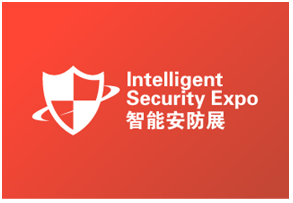 Intelligent
Security Expo
智能安防展